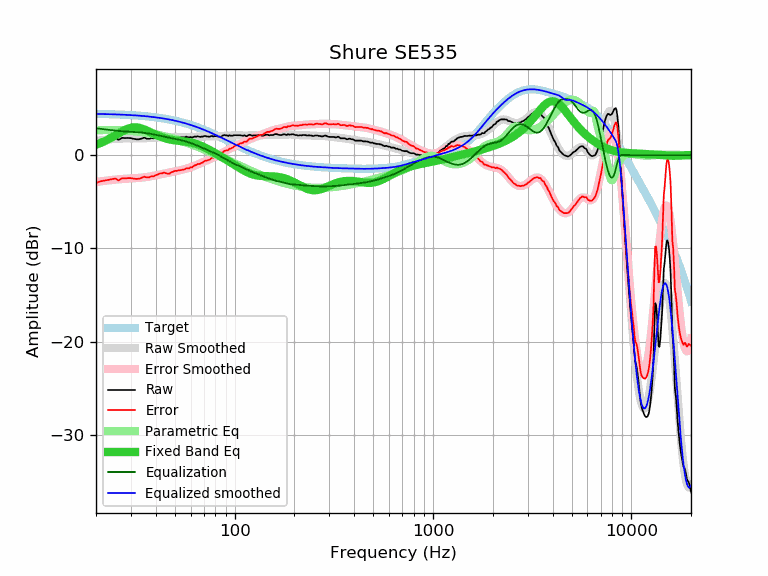 Shure SE535
Amplitude (dBr)
0
−10
−20
−30
Target
Raw Smoothed
Error Smoothed
Raw
Error
Parametric Eq
Fixed Band Eq
Equalization
Equalized smoothed
100
1000
10000
Frequency (Hz)